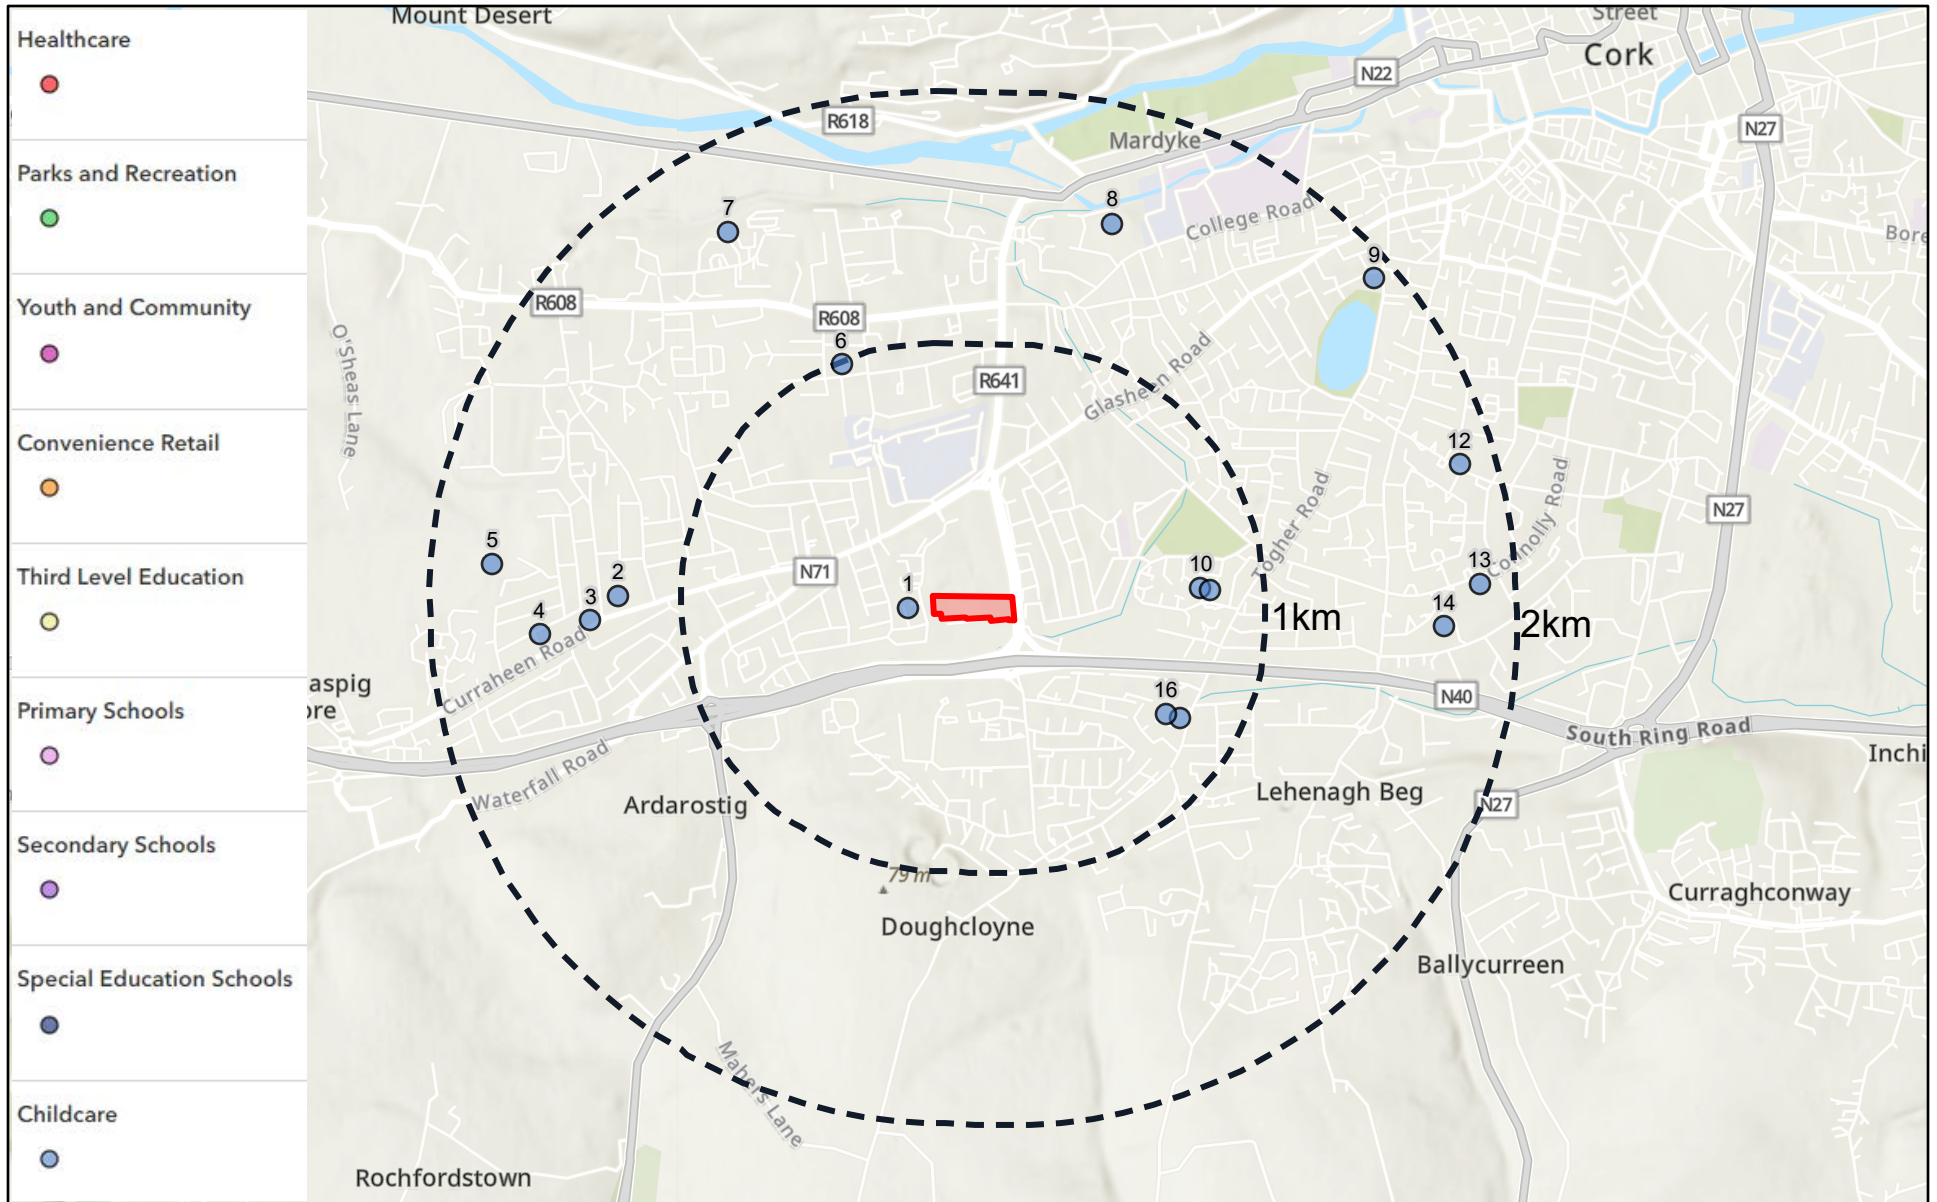 Healthcare
Parks and Recreation
Youth and Community
Convenience Retail
Third Level Education
Primary Schools
Secondary Schools
Special Education Schools
Childcare
Mount Desert
Street
Cork
N22
R618
N27
Mardyke
7
8
College Road
Bore
9
R608
R608
O'Sheas Lane
6
R641
Glasheen Road
12
Togher Road
Connolly Road
N27
5
2
N71
1
10
13
3
4
14
1km
2km
Curraheen Road
aspig
ore
16
N40
South Ring Road
Inchi
Waterfall Road
Ardarostig
Lehenagh Beg
N27
79 m
Curraghconway
Doughcloyne
Ballycurreen
Mahers Lane
Rochfordstown